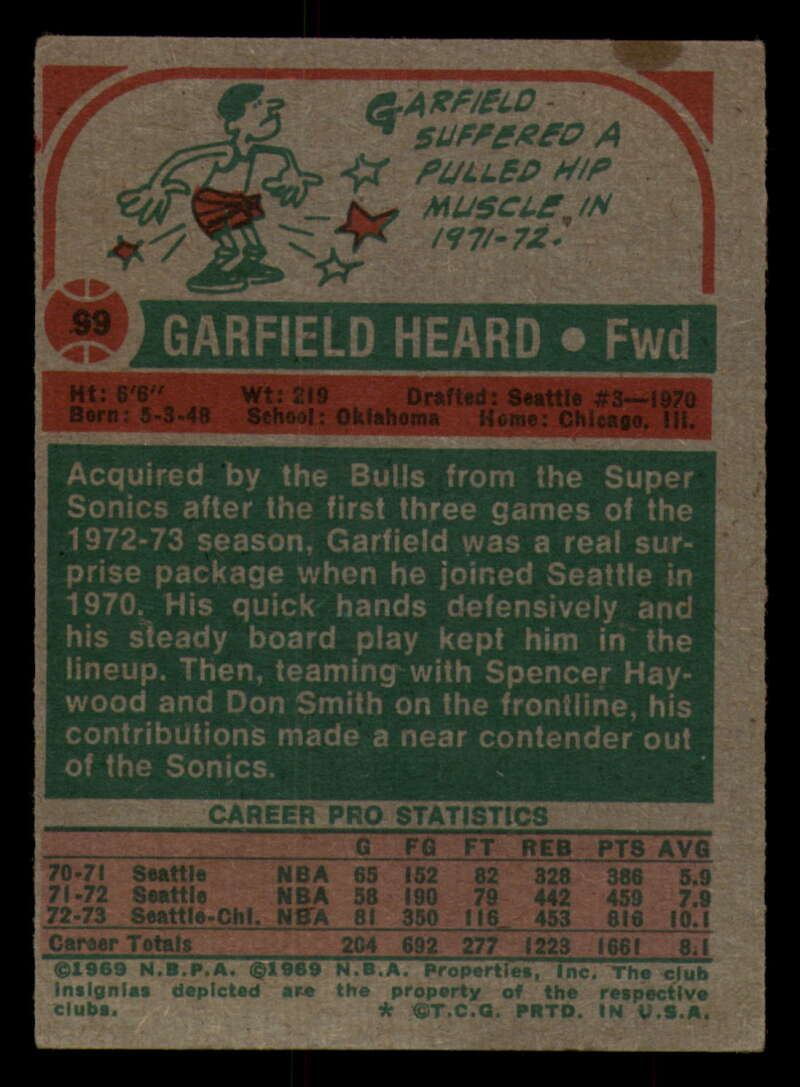 GARFIELD
SUFFERED A
PULLED HIP
MUSCLE IN
1971-72.
99
GARFIELD HEARD • Fwd
Ht: 6'6" Wt: 219 Drafted: Seattle #3—1970
Born: 5-3-48 School: Oklahoma Home: Chicago, Ill.
Acquired by the Bulls from the Super
Sonics after the first three games of the
1972-73 season, Garfield was a real sur-
prise package when he joined Seattle in
1970. His quick hands defensively and
his steady board play kept him in the
lineup. Then, teaming with Spencer Hay-
wood and Don Smith on the frontline, his
contributions made a near contender out
of the Sonics.
CAREER PRO STATISTICS
G FG FT REB PTS AVG
70-71 Seattle NBA 65 152 82 328 386 5.9
71-72 Seattle NBA 58 190 79 442 459 7.9
72-73 Seattle-Chi. NBA 81 350 116 453 816 10.1
Career Totals 204 692 277 1223 1661 8.1
©1969 N.B.P.A. ©1969 N.B.A. Properties, Inc. The club
insignias depicted are the property of the respective
clubs. * ©T.C.G. PRTD. IN U.S.A.